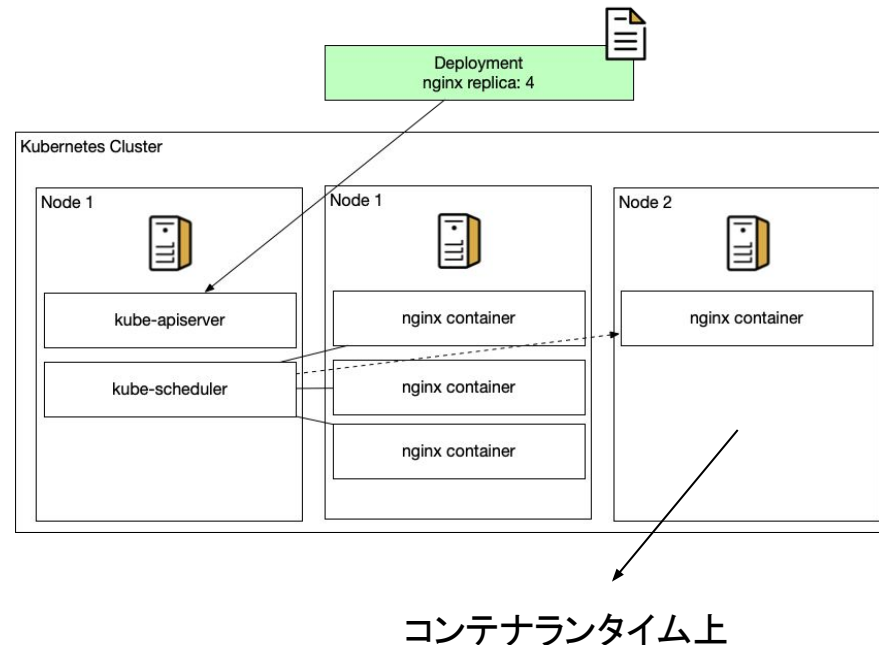 Deployment
nginx replica: 4
Kubernetes Cluster
Node 1
kube-apiserver
kube-scheduler
Node 1
nginx container
nginx container
nginx container
Node 2
nginx container
コンテナランタイム上